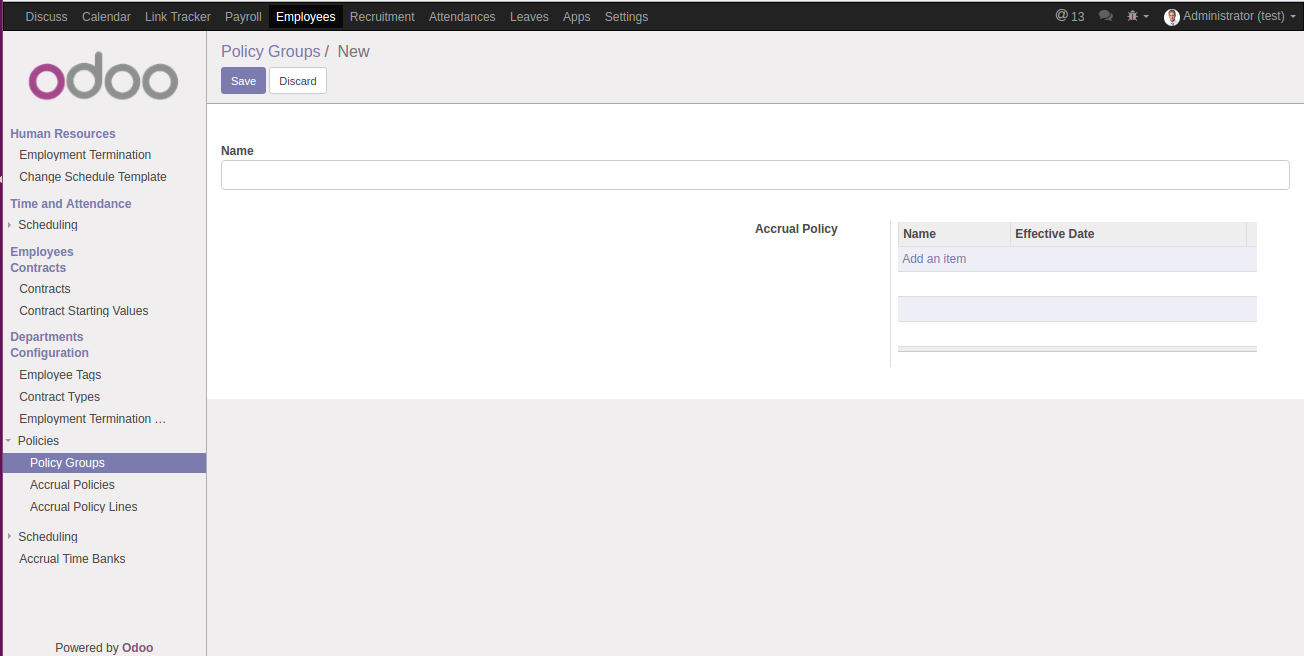 Discuss Calendar Link Tracker Payroll Employees Recruitment Attendances Leaves Apps Settings @ 13 Administrator (test)
odoo
Human Resources
Employment Termination
Change Schedule Template
Time and Attendance
Scheduling
Employees
Contracts
Contracts
Contract Starting Values
Departments
Configuration
Employee Tags
Contract Types
Employment Termination …
Policies
Policy Groups
Accrual Policies
Accrual Policy Lines
Scheduling
Accrual Time Banks
Powered by Odoo
Policy Groups / New
Save Discard
Name
Accrual Policy
Name Effective Date
Add an item